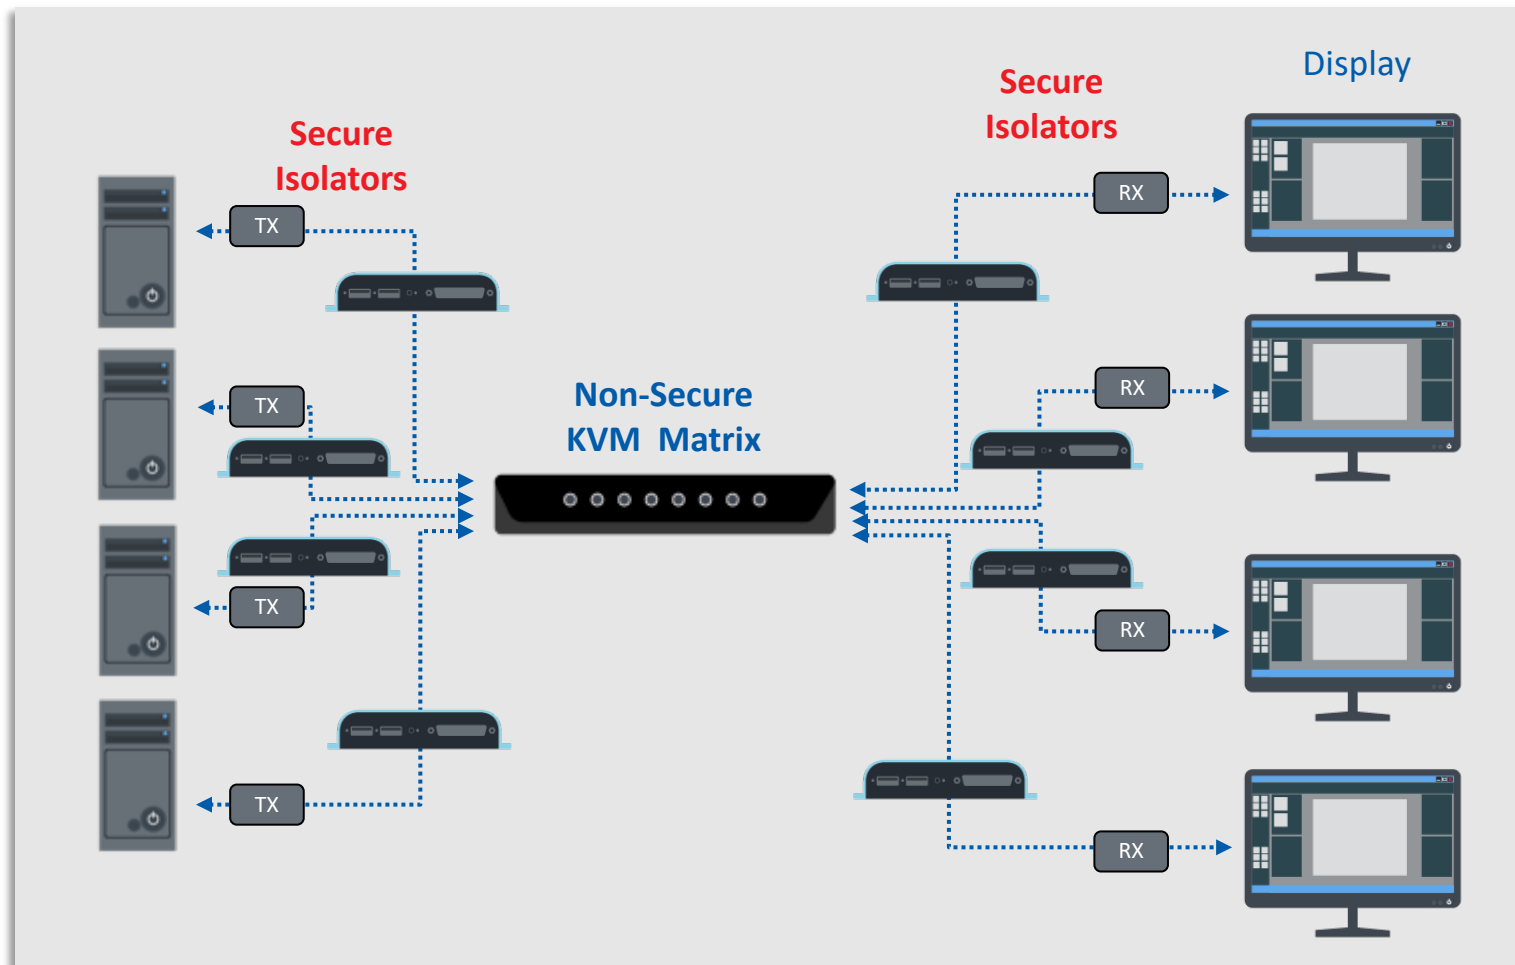 Display
Secure
Isolators
Secure
Isolators
TX
RX
TX
RX
Non-Secure
KVM Matrix
TX
RX
TX
RX